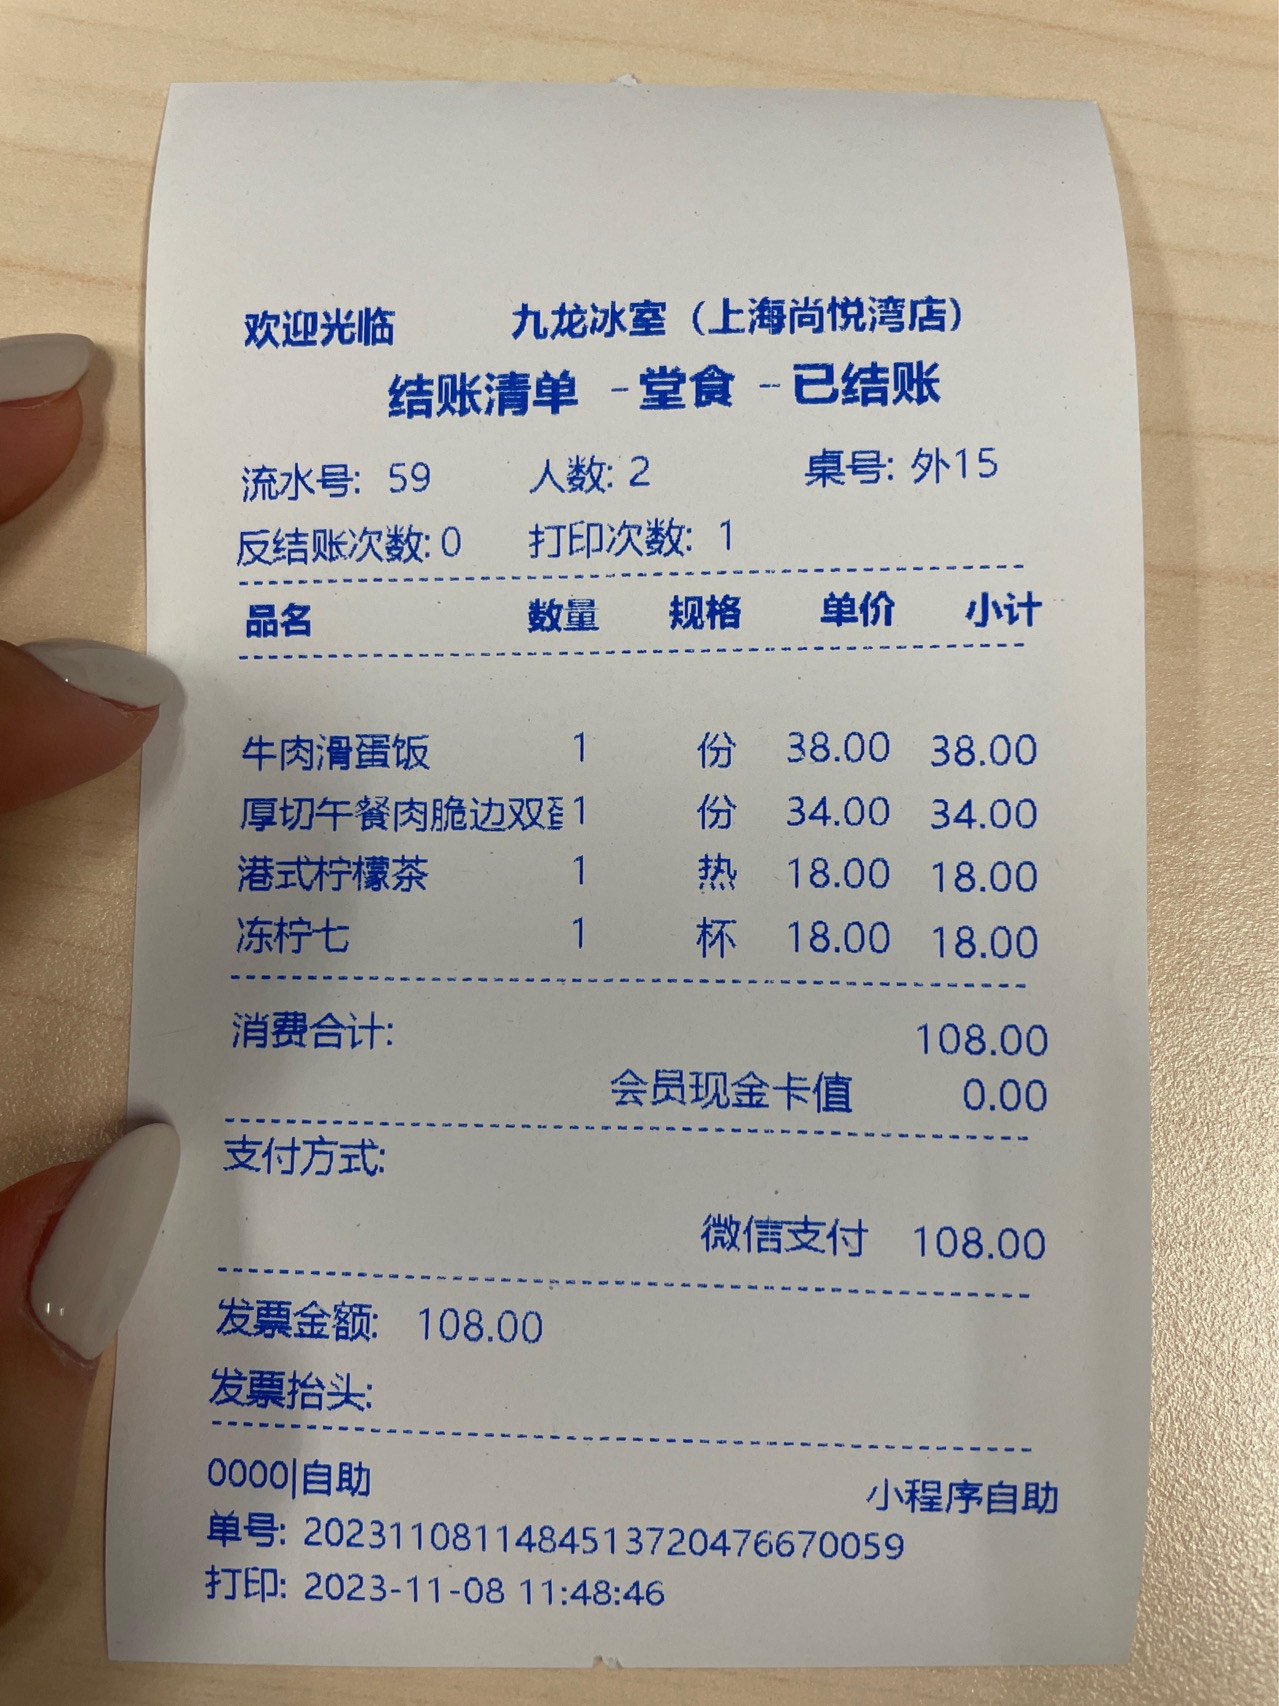 欢迎光临 九龙冰室（上海尚悦湾店）
结账清单 - 堂食 - 已结账
流水号: 59 人数: 2 桌号: 外15
反结账次数: 0 打印次数: 1
品名 数量 规格 单价 小计
牛肉滑蛋饭 1 份 38.00 38.00
厚切午餐肉脆边双 1 份 34.00 34.00
港式柠檬茶 1 热 18.00 18.00
冻柠七 1 杯 18.00 18.00
消费合计: 108.00
会员现金卡值 0.00
支付方式:
微信支付 108.00
发票金额: 108.00
发票抬头:
0000|自助 小程序自助
单号: 202311081148451372047667​0059
打印: 2023-11-08 11:48:46